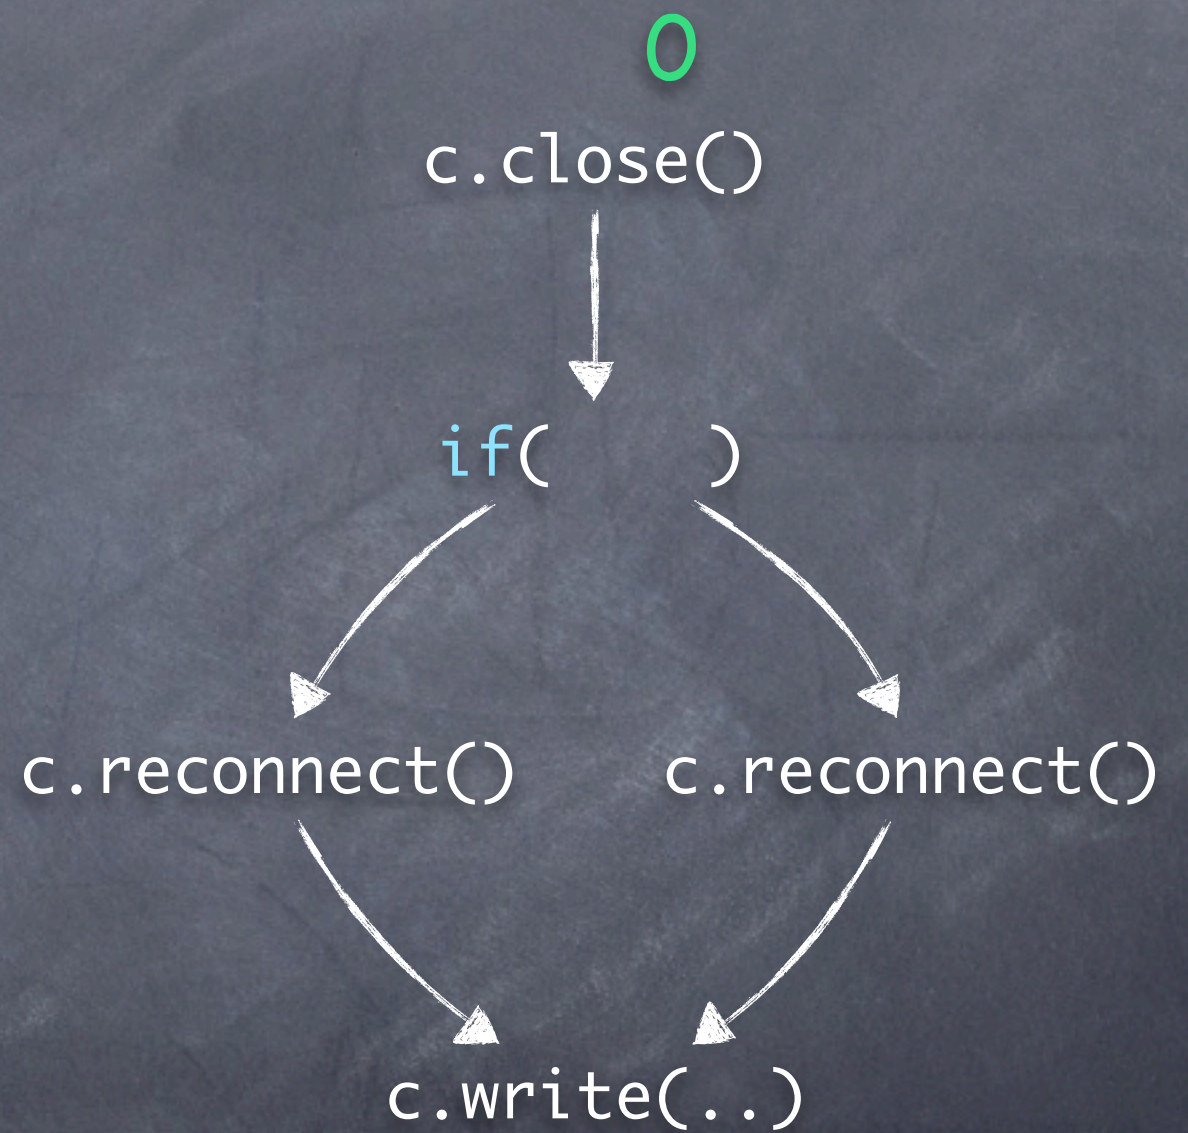 0
c.close()
if( )
c.reconnect() c.reconnect()
c.write(..)